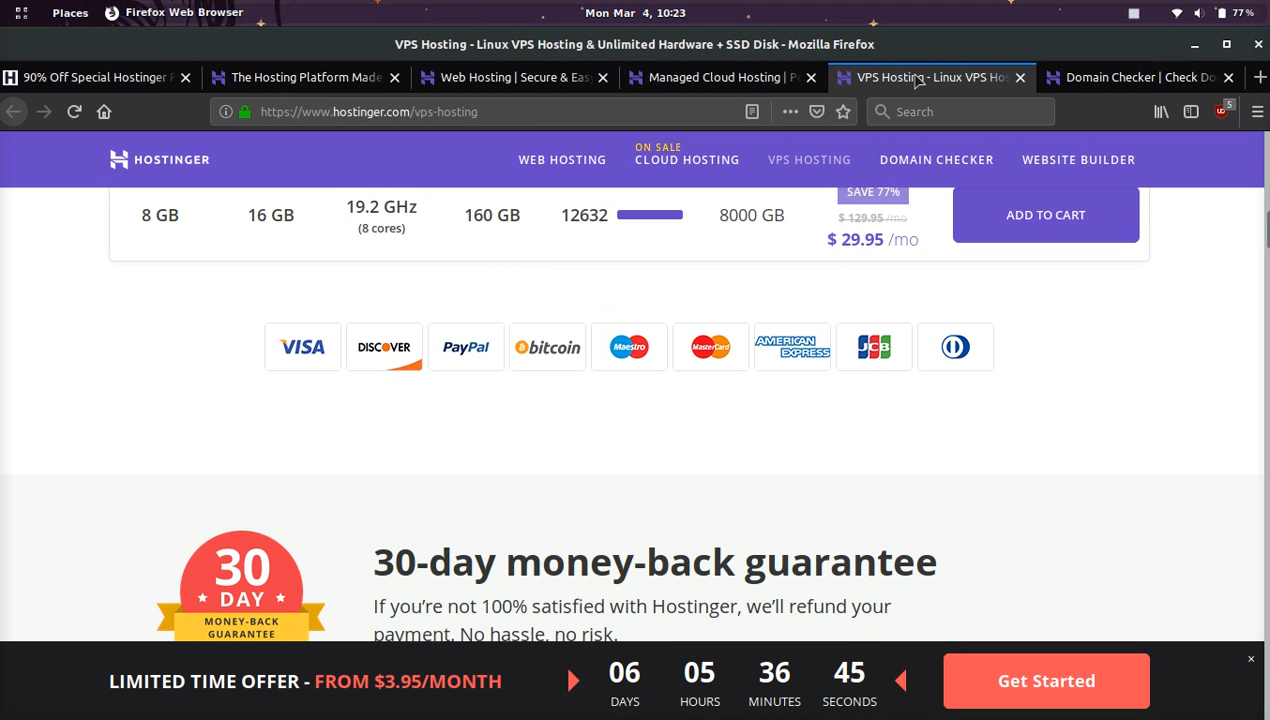 Places Firefox Web Browser Mon Mar 4, 10:23 77 %
VPS Hosting - Linux VPS Hosting & Unlimited Hardware + SSD Disk - Mozilla Firefox
90% Off Special Hostinger The Hosting Platform Made Web Hosting | Secure & Eas Managed Cloud Hosting | P VPS Hosting - Linux VPS Hos Domain Checker | Check Do
https://www.hostinger.com/vps-hosting Search 5
HOSTINGER WEB HOSTING ON SALE CLOUD HOSTING VPS HOSTING DOMAIN CHECKER WEBSITE BUILDER
SAVE 77%
8 GB 16 GB 19.2 GHz 160 GB 12632 8000 GB $ 129.95 /mo ADD TO CART
(8 cores) $ 29.95 /mo
VISA DISCOVER PayPal bitcoin Maestro MasterCard AMERICAN EXPRESS JCB
30-day money-back guarantee
If you're not 100% satisfied with Hostinger, we'll refund your
payment. No hassle, no risk.
30
DAY
MONEY-BACK
GUARANTEE
LIMITED TIME OFFER - FROM $3.95/MONTH 06 05 36 45 Get Started
DAYS HOURS MINUTES SECONDS